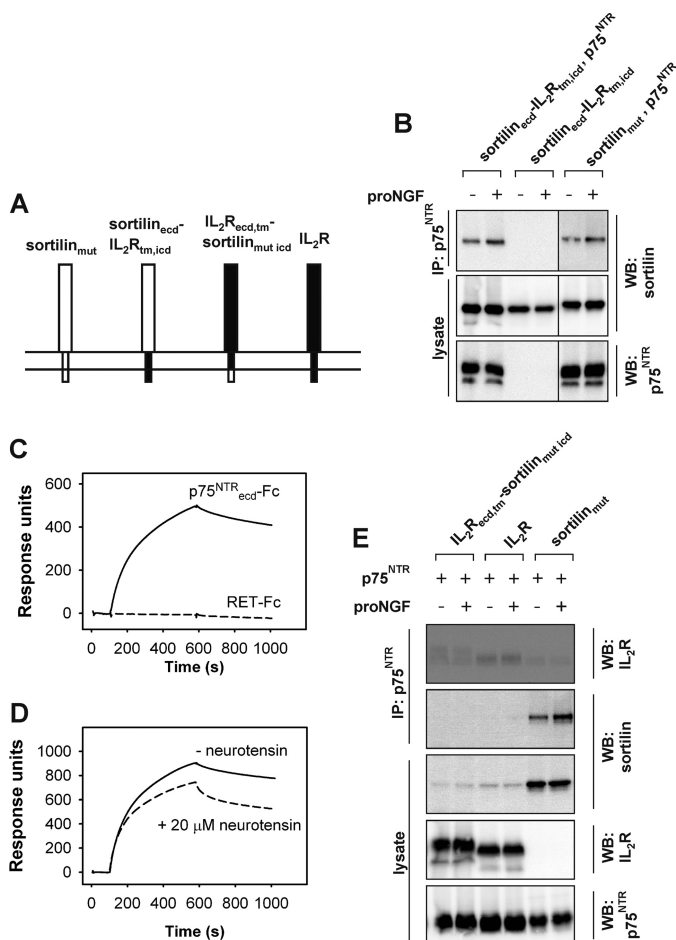 A
sortilin_mut
sortilin_ecd-
IL2R_tm,icd
IL2R_ecd,tm-
sortilin_mut icd
IL2R
B
sortilin_ecd-IL2R_tm,icd, p75^NTR
sortilin_ecd-IL2R_tm,icd
sortilin_mut, p75^NTR
proNGF - + - + - +
IP: p75^NTR
lysate
WB:
sortilin
WB:
p75^NTR
C
Response units
600
400
200
0
p75^NTR_ecd-Fc
RET-Fc
0 200 400 600 800 1000
Time (s)
D
Response units
1000
800
600
400
200
0
- neurotensin
+ 20 µM neurotensin
0 200 400 600 800 1000
Time (s)
E
IL2R_ecd,tm-sortilin_mut icd
IL2R
sortilin_mut
p75^NTR + + + + + +
proNGF - + - + - +
IP: p75^NTR
lysate
WB:
IL2R
WB:
sortilin
WB:
IL2R
WB:
p75^NTR